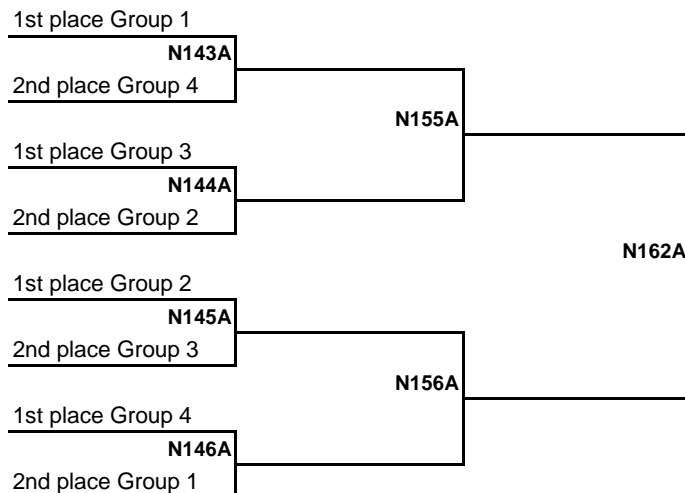 1st place Group 1
N143A
2nd place Group 4
N155A
1st place Group 3
N144A
2nd place Group 2
N162A
1st place Group 2
N145A
2nd place Group 3
N156A
1st place Group 4
N146A
2nd place Group 1